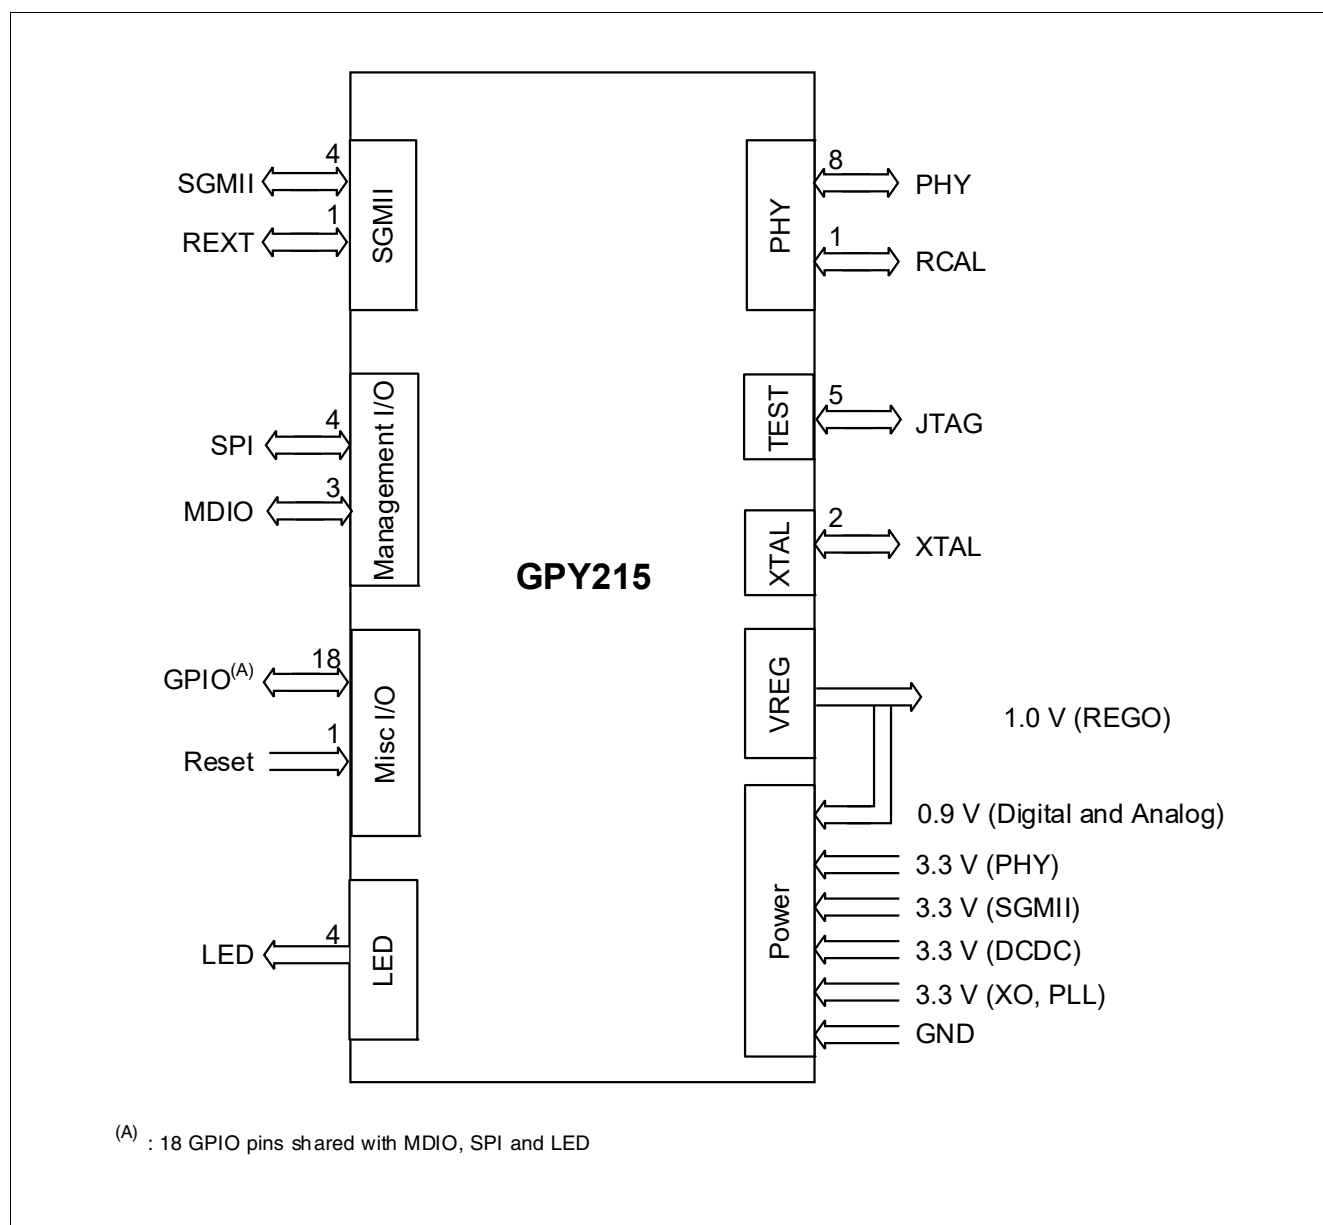 4
SGMII
1
REXT
SGMII
8
PHY
1
RCAL
PHY
4
SPI
3
MDIO
Management I/O
5
JTAG
TEST
2
XTAL
XTAL
GPY215
18
GPIO(A)
1
Reset
Misc I/O
VREG
1.0 V (REGO)
0.9 V (Digital and Analog)
3.3 V (PHY)
3.3 V (SGMII)
3.3 V (DCDC)
3.3 V (XO, PLL)
GND
Power
4
LED
LED
(A) : 18 GPIO pins shared with MDIO, SPI and LED